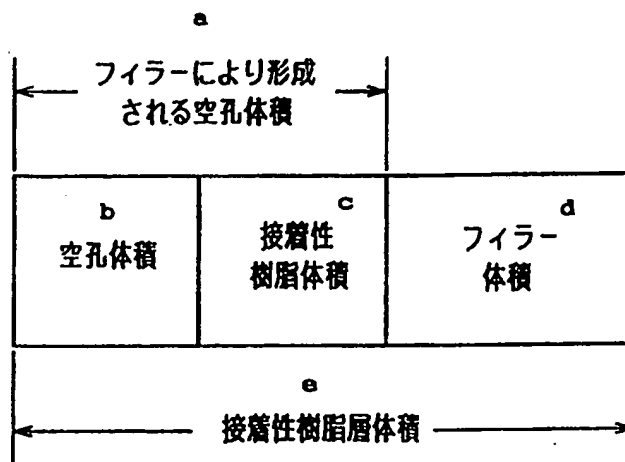 a
フィラーにより形成
される空孔体積
b
空孔体積
c
接着性
樹脂体積
d
フィラー
体積
e
接着性樹脂層体積